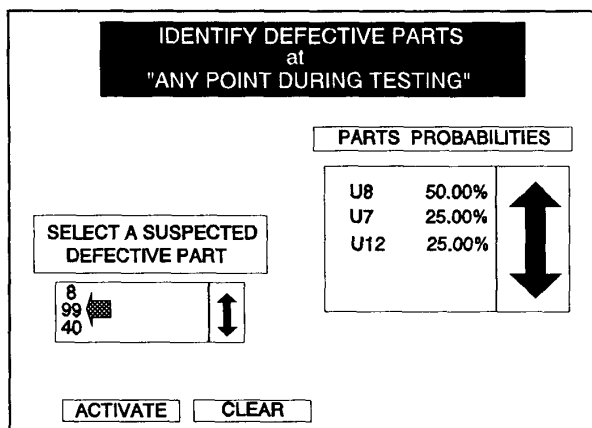 IDENTIFY DEFECTIVE PARTS
at
"ANY POINT DURING TESTING"
PARTS PROBABILITIES
U8 50.00%
U7 25.00%
U12 25.00%
SELECT A SUSPECTED
DEFECTIVE PART
8
99
40
ACTIVATE
CLEAR